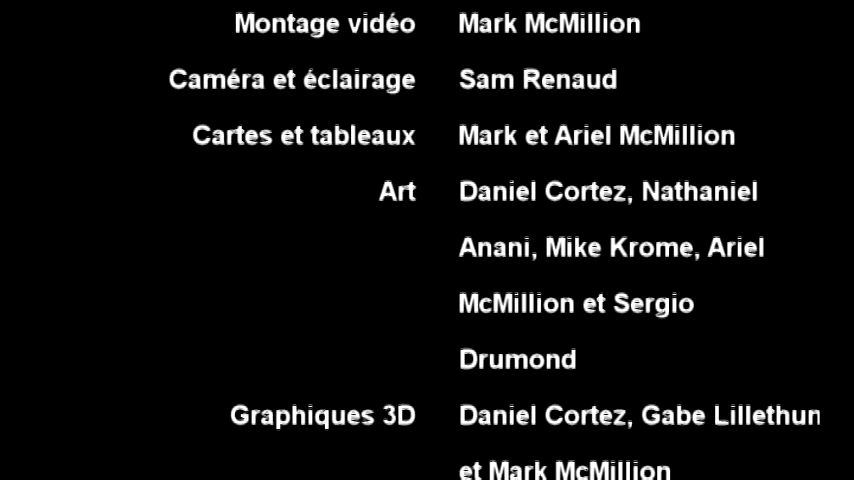 Montage vidéo Mark McMillion
Caméra et éclairage Sam Renaud
Cartes et tableaux Mark et Ariel McMillion
Art Daniel Cortez, Nathaniel
Anani, Mike Krome, Ariel
McMillion et Sergio
Drumond
Graphiques 3D Daniel Cortez, Gabe Lillethun
et Mark McMillion